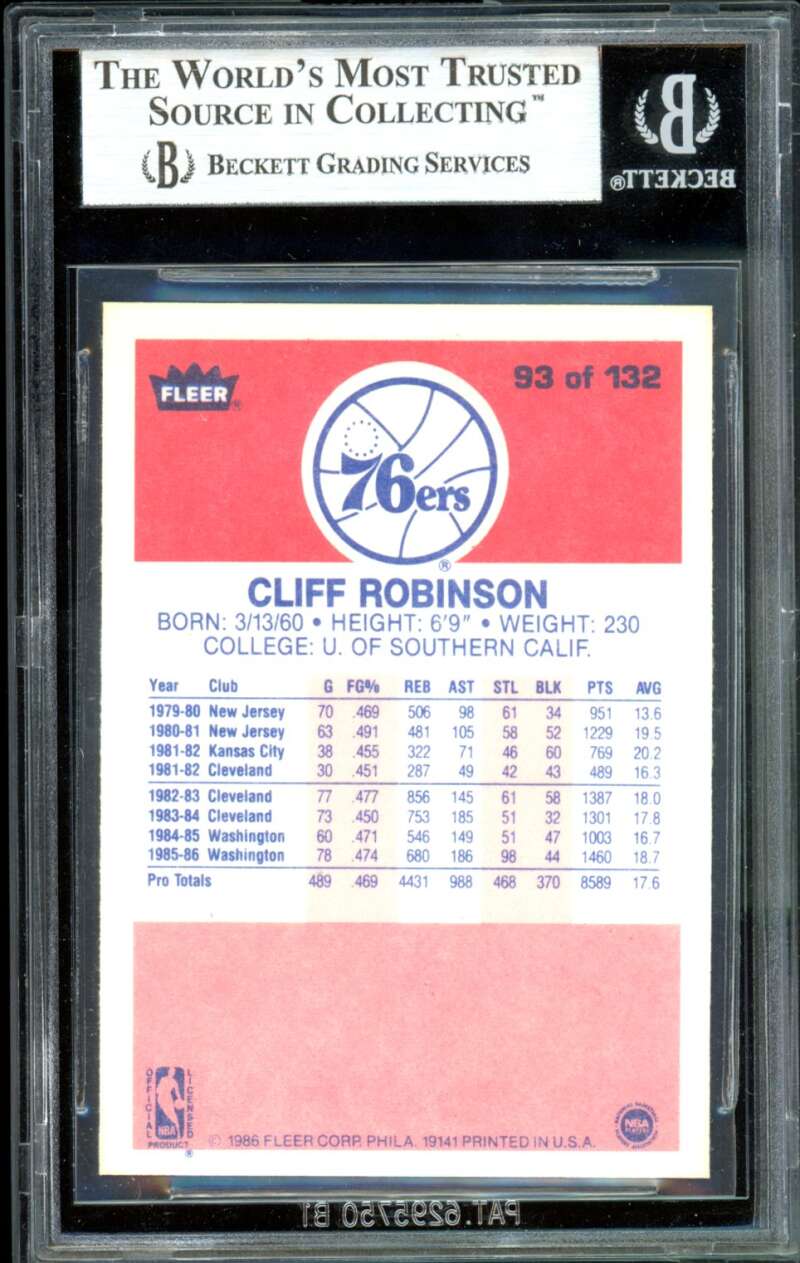 THE WORLD'S MOST TRUSTED
SOURCE IN COLLECTING™
B BECKETT GRADING SERVICES
B
BECKETT®
FLEER®
93 of 132
76ers®
CLIFF ROBINSON
BORN: 3/13/60 • HEIGHT: 6'9" • WEIGHT: 230
COLLEGE: U. OF SOUTHERN CALIF.
Year Club G FG% REB AST STL BLK PTS AVG
1979-80 New Jersey 70 .469 506 98 61 34 951 13.6
1980-81 New Jersey 63 .491 481 105 58 52 1229 19.5
1981-82 Kansas City 38 .455 322 71 46 60 769 20.2
1981-82 Cleveland 30 .451 287 49 42 43 489 16.3
1982-83 Cleveland 77 .477 856 145 61 58 1387 18.0
1983-84 Cleveland 73 .450 753 185 51 32 1301 17.8
1984-85 Washington 60 .471 546 149 51 47 1003 16.7
1985-86 Washington 78 .474 680 186 98 44 1460 18.7
Pro Totals 489 .469 4431 988 468 370 8589 17.6
OFFICIAL LICENSED
NBA
PRODUCT®
© 1986 FLEER CORP. PHILA. 19141 PRINTED IN U.S.A.
NBA
PLAYERS
PAT.6295750 B1